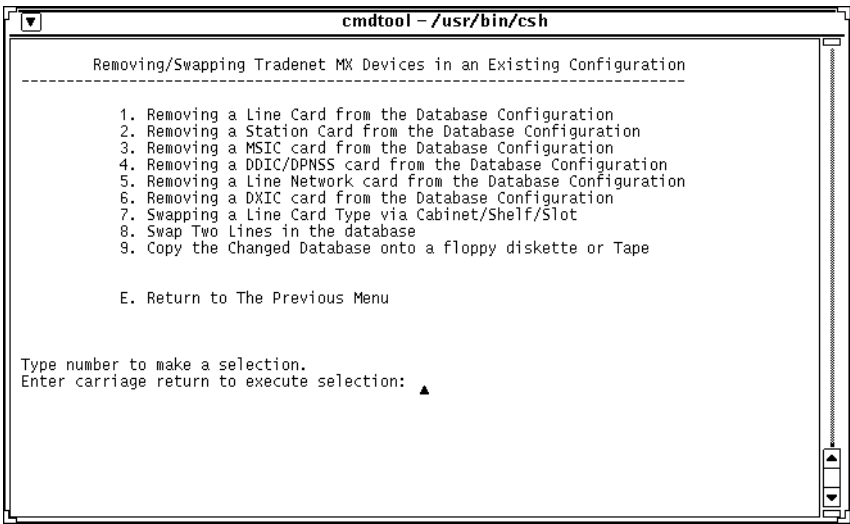 cmdtool – /usr/bin/csh
Removing/Swapping Tradenet MX Devices in an Existing Configuration
--------------------------------------------------------------------------
1. Removing a Line Card from the Database Configuration
2. Removing a Station Card from the Database Configuration
3. Removing a MSIC card from the Database Configuration
4. Removing a DDIC/DPNSS card from the Database Configuration
5. Removing a Line Network card from the Database Configuration
6. Removing a DXIC card from the Database Configuration
7. Swapping a Line Card Type via Cabinet/Shelf/Slot
8. Swap Two Lines in the database
9. Copy the Changed Database onto a floppy diskette or Tape
E. Return to The Previous Menu
Type number to make a selection.
Enter carriage return to execute selection: